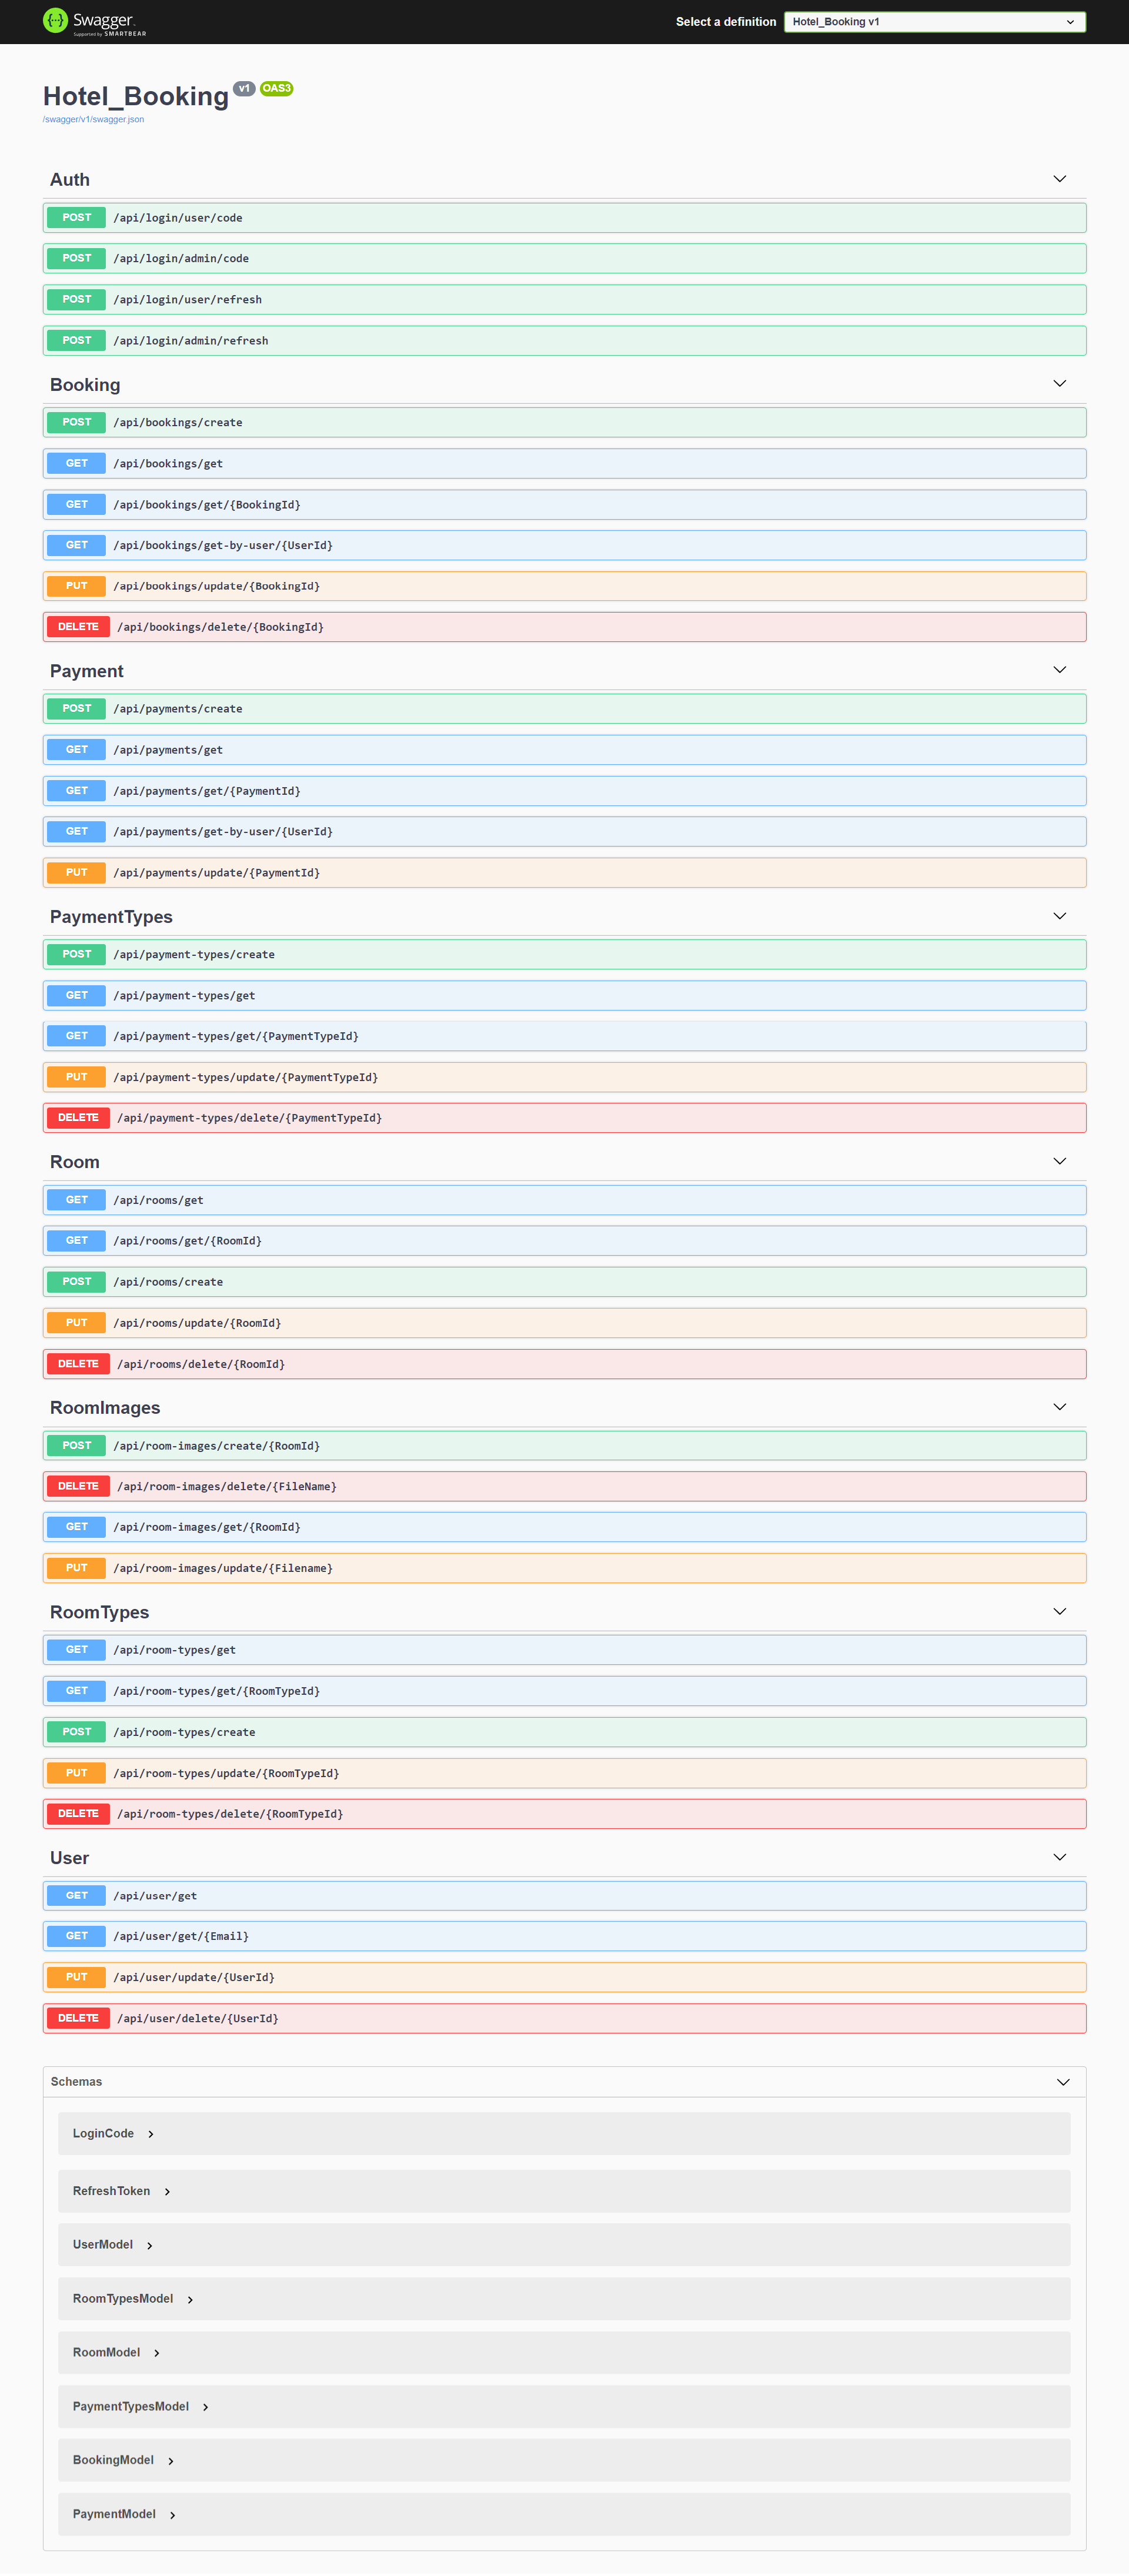 Swagger.
Supported by SMARTBEAR
Select a definition
Hotel_Booking v1
Hotel_Booking v1 OAS3
/swagger/v1/swagger.json
Auth
POST /api/login/user/code
POST /api/login/admin/code
POST /api/login/user/refresh
POST /api/login/admin/refresh
Booking
POST /api/bookings/create
GET /api/bookings/get
GET /api/bookings/get/{BookingId}
GET /api/bookings/get-by-user/{UserId}
PUT /api/bookings/update/{BookingId}
DELETE /api/bookings/delete/{BookingId}
Payment
POST /api/payments/create
GET /api/payments/get
GET /api/payments/get/{PaymentId}
GET /api/payments/get-by-user/{UserId}
PUT /api/payments/update/{PaymentId}
PaymentTypes
POST /api/payment-types/create
GET /api/payment-types/get
GET /api/payment-types/get/{PaymentTypeId}
PUT /api/payment-types/update/{PaymentTypeId}
DELETE /api/payment-types/delete/{PaymentTypeId}
Room
GET /api/rooms/get
GET /api/rooms/get/{RoomId}
POST /api/rooms/create
PUT /api/rooms/update/{RoomId}
DELETE /api/rooms/delete/{RoomId}
RoomImages
POST /api/room-images/create/{RoomId}
DELETE /api/room-images/delete/{FileName}
GET /api/room-images/get/{RoomId}
PUT /api/room-images/update/{Filename}
RoomTypes
GET /api/room-types/get
GET /api/room-types/get/{RoomTypeId}
POST /api/room-types/create
PUT /api/room-types/update/{RoomTypeId}
DELETE /api/room-types/delete/{RoomTypeId}
User
GET /api/user/get
GET /api/user/get/{Email}
PUT /api/user/update/{UserId}
DELETE /api/user/delete/{UserId}
Schemas
LoginCode
RefreshToken
UserModel
RoomTypesModel
RoomModel
PaymentTypesModel
BookingModel
PaymentModel